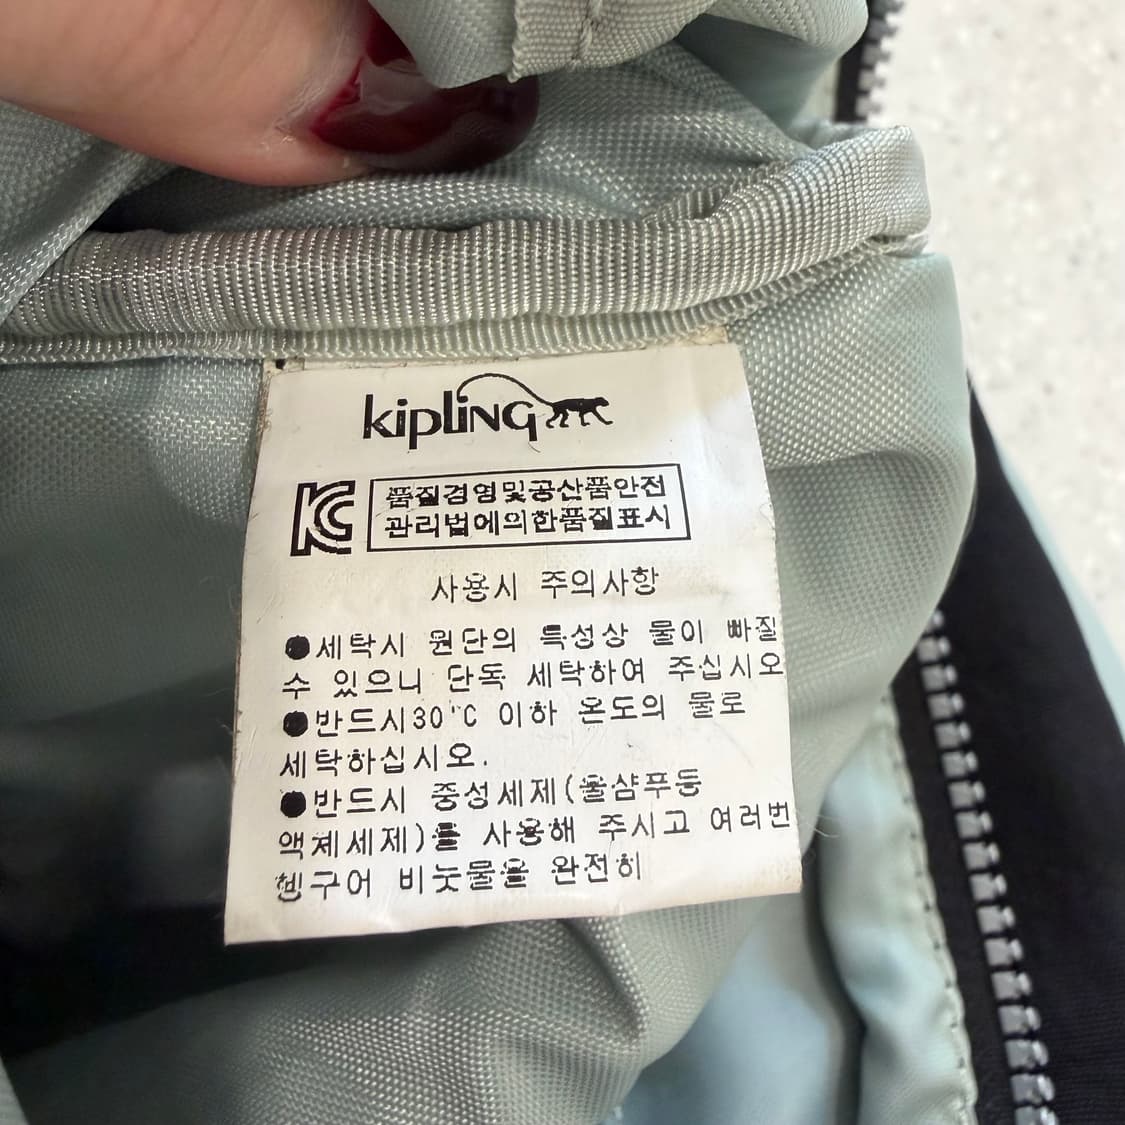 kipling
KC 품질경영및공산품안전
관리법에의한품질표시
사용시 주의사항
●세탁시 원단의 특성상 물이 빠질
수 있으니 단독 세탁하여 주십시오
●반드시30℃ 이하 온도의 물로
세탁하십시오.
●반드시 중성세제(울샴푸등
액체세제)를 사용해 주시고 여러번
헹구어 비눗물을 완전히